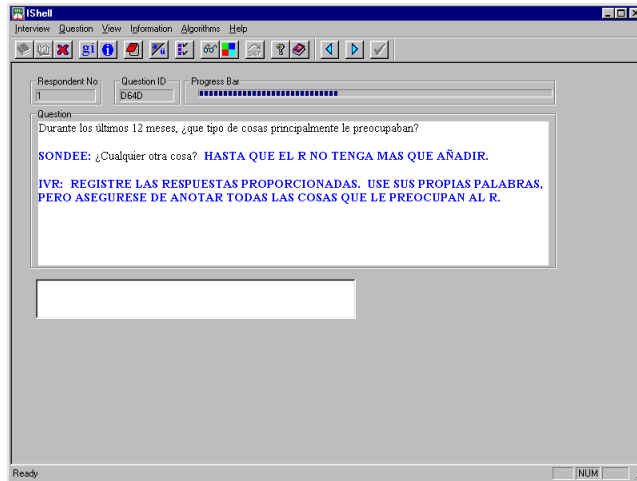 IShell
Interview Question View Information Algorithms Help
gi
Respondent No
Question ID
Progress Bar
1
D64D
Question
Durante los últimos 12 meses, ¿que tipo de cosas principalmente le preocupaban?
SONDEE: ¿Cualquier otra cosa? HASTA QUE EL R NO TENGA MAS QUE AÑADIR.
IVR: REGISTRE LAS RESPUESTAS PROPORCIONADAS. USE SUS PROPIAS PALABRAS,
PERO ASEGURESE DE ANOTAR TODAS LAS COSAS QUE LE PREOCUPAN AL R.
Ready
NUM